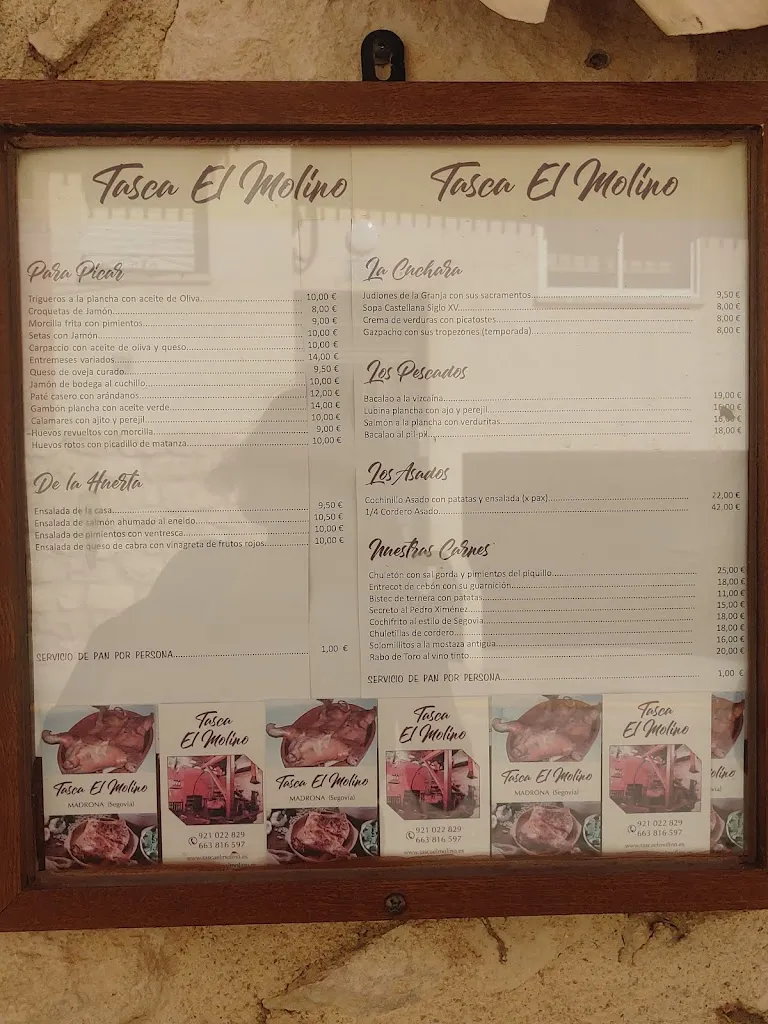 Tasca El Molino
Para Picar
Trigueros a la plancha con aceite de Oliva 10,00 €
Croquetas de Jamón 8,00 €
Morcilla frita con pimientos 9,00 €
Setas con Jamón 10,00 €
Carpaccio con aceite de oliva y queso 10,00 €
Entremeses variados 14,00 €
Queso de oveja curado 9,50 €
Jamón de bodega al cuchillo 10,00 €
Paté casero con arándanos 12,00 €
Gambón plancha con aceite verde 14,00 €
Calamares con ajito y perejil 10,00 €
Huevos revueltos con morcilla 9,00 €
Huevos rotos con picadillo de matanza 10,00 €
De la Huerta
Ensalada de la casa 9,50 €
Ensalada de salmón ahumado al eneldo 10,50 €
Ensalada de pimientos con ventresca 10,00 €
Ensalada de queso de cabra con vinagreta de frutos rojos 10,00 €
SERVICIO DE PAN POR PERSONA 1,00 €
Tasca El Molino
La Cuchara
Judiones de la Granja con sus sacramentos 9,50 €
Sopa Castellana Siglo XV 8,00 €
Crema de verduras con picatostes 8,00 €
Gazpacho con sus tropezones (temporada) 8,00 €
Los Pescados
Bacalao a la vizcaína 19,00 €
Lubina plancha con ajo y perejil
Salmón a la plancha con verduritas
Bacalao al pil-pil 18,00 €
Los Asados
Cochinillo Asado con patatas y ensalada (x pax) 22,00 €
1/4 Cordero Asado 42.00 €
Nuestras Carnes
Chuletón con sal gorda y pimientos del piquillo 25,00 €
Entrecot de cebón con su guarnición 18,00 €
Bistec de ternera con patatas 11,00 €
Secreto al Pedro Ximénez 15,00 €
Cochifrito al estilo de Segovia 18,00 €
Chuletillas de cordero 18,00 €
Solomillitos a la mostaza antigua 16,00 €
Rabo de Toro al vino tinto 20,00 €
SERVICIO DE PAN POR PERSONA 1,00 €
Tasca El Molino
MADRONA (Segovia)
Tasca
El Molino
921 022 829
663 816 597
www.tascaelmolino.es
Tasca El Molino
MADRONA (Segovia)
Tasca
El Molino
921 022 829
663 816 597
www.tascaelmolino.es
Tasca El Molino
MADRONA (Segovia)
Tasca
El Molino
921 022 829
663 816 597
www.tascaelmolino.es